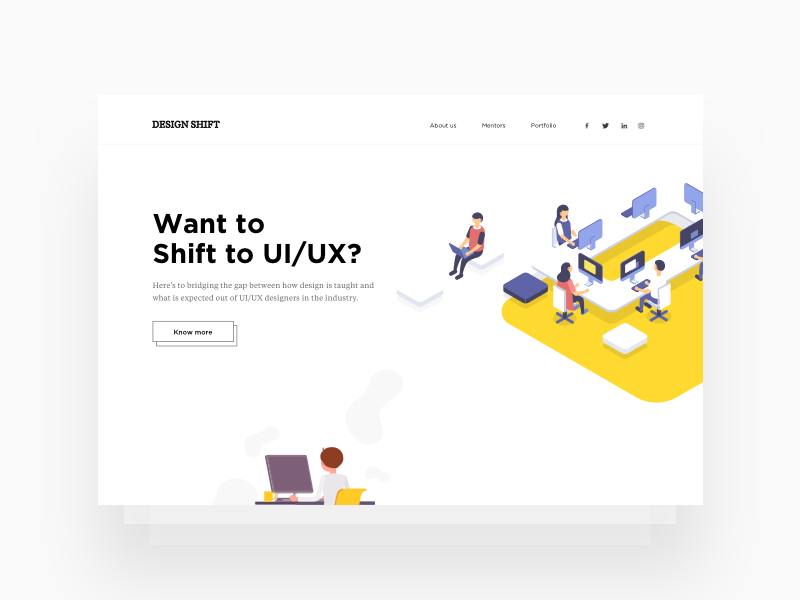 DESIGN SHIFT
About us Mentors Portfolio
Want to
Shift to UI/UX?
Here's to bridging the gap between how design is taught and
what is expected out of UI/UX designers in the industry.
Know more